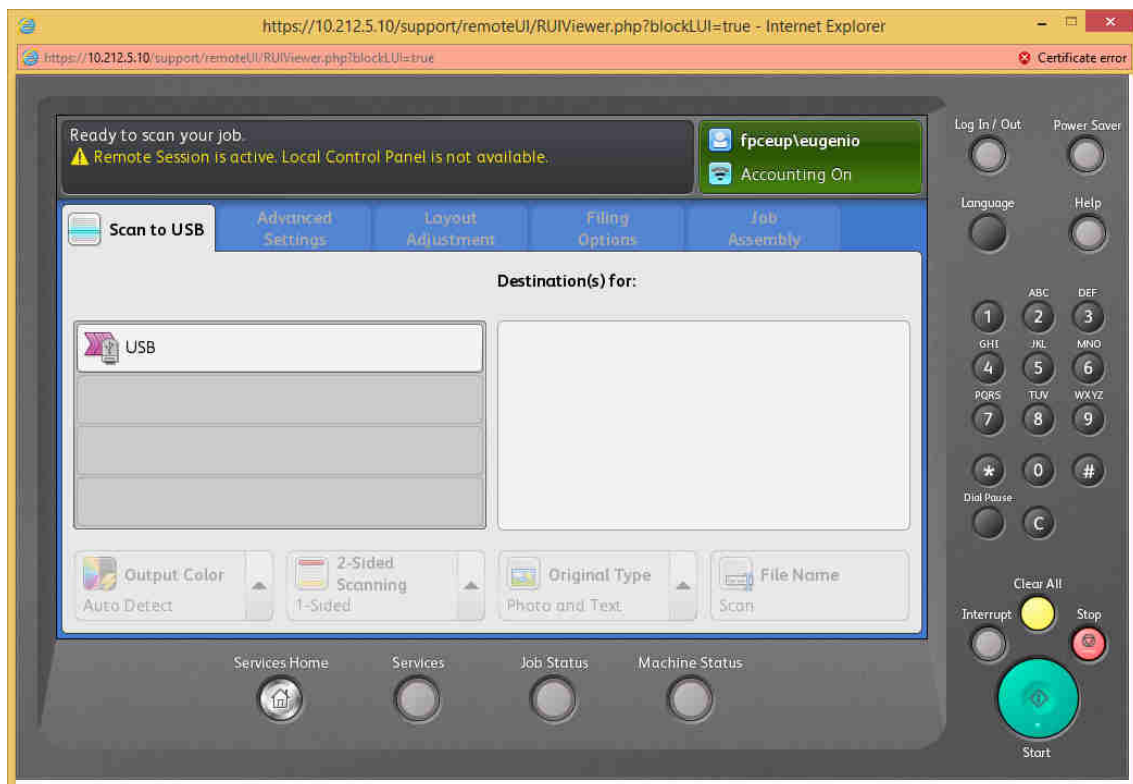 https://10.212.5.10/support/remoteUI/RUIViewer.php?blockLUI=true - Internet Explorer
https://10.212.5.10/support/remoteUI/RUIViewer.php?blockLUI=true
Certificate error
Ready to scan your job.
Remote Session is active. Local Control Panel is not available.
fpceup\eugenio
Accounting On
Log In / Out
Power Saver
Language
Help
Scan to USB
Advanced
Settings
Layout
Adjustment
Filing
Options
Job
Assembly
Destination(s) for:
USB
ABC
DEF
1
2
3
GHI
JKL
MNO
4
5
6
PQRS
TUV
WXYZ
7
8
9
*
0
#
Dial Pause
C
Output Color
Auto Detect
2-Sided
Scanning
1-Sided
Original Type
Photo and Text
File Name
Scan
Clear All
Interrupt
Stop
Start
Services Home
Services
Job Status
Machine Status